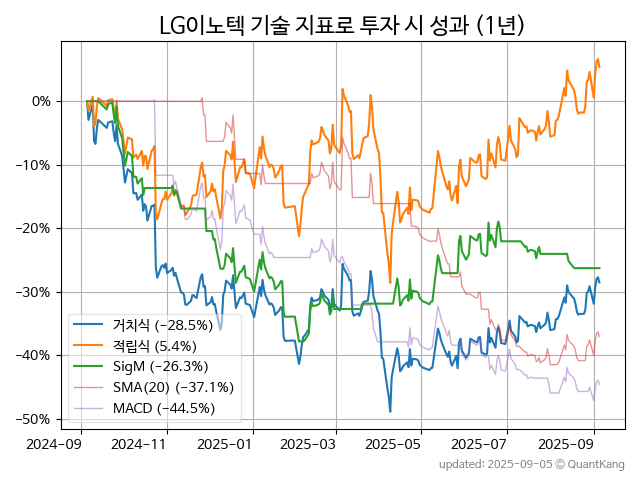 LG이노텍 기술 지표로 투자 시 성과 (1년)
0%
−10%
−20%
−30%
−40%
−50%
거치식 (−28.5%)
적립식 (5.4%)
SigM (−26.3%)
SMA(20) (−37.1%)
MACD (−44.5%)
2024-09 2024-11 2025-01 2025-03 2025-05 2025-07 2025-09
updated: 2025-09-05 ⓒ QuantKang